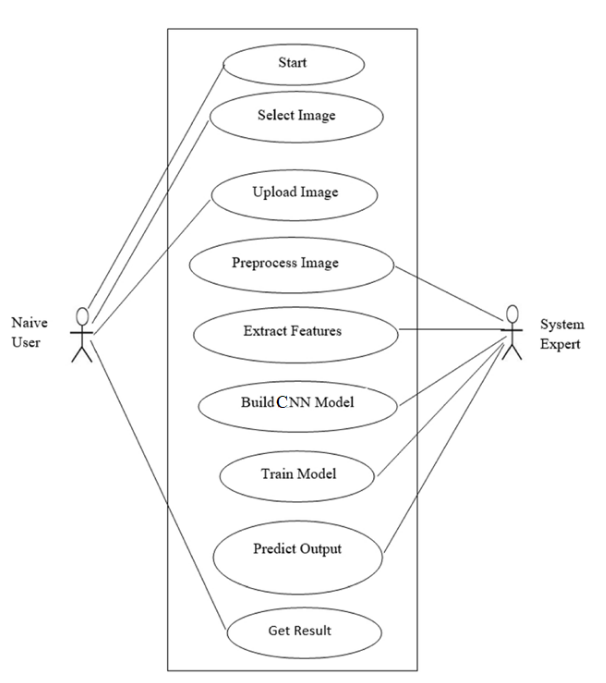 Start
Select Image
Upload Image
Preprocess Image
Naive
User
Extract Features
System
Expert
Build CNN Model
Train Model
Predict Output
Get Result